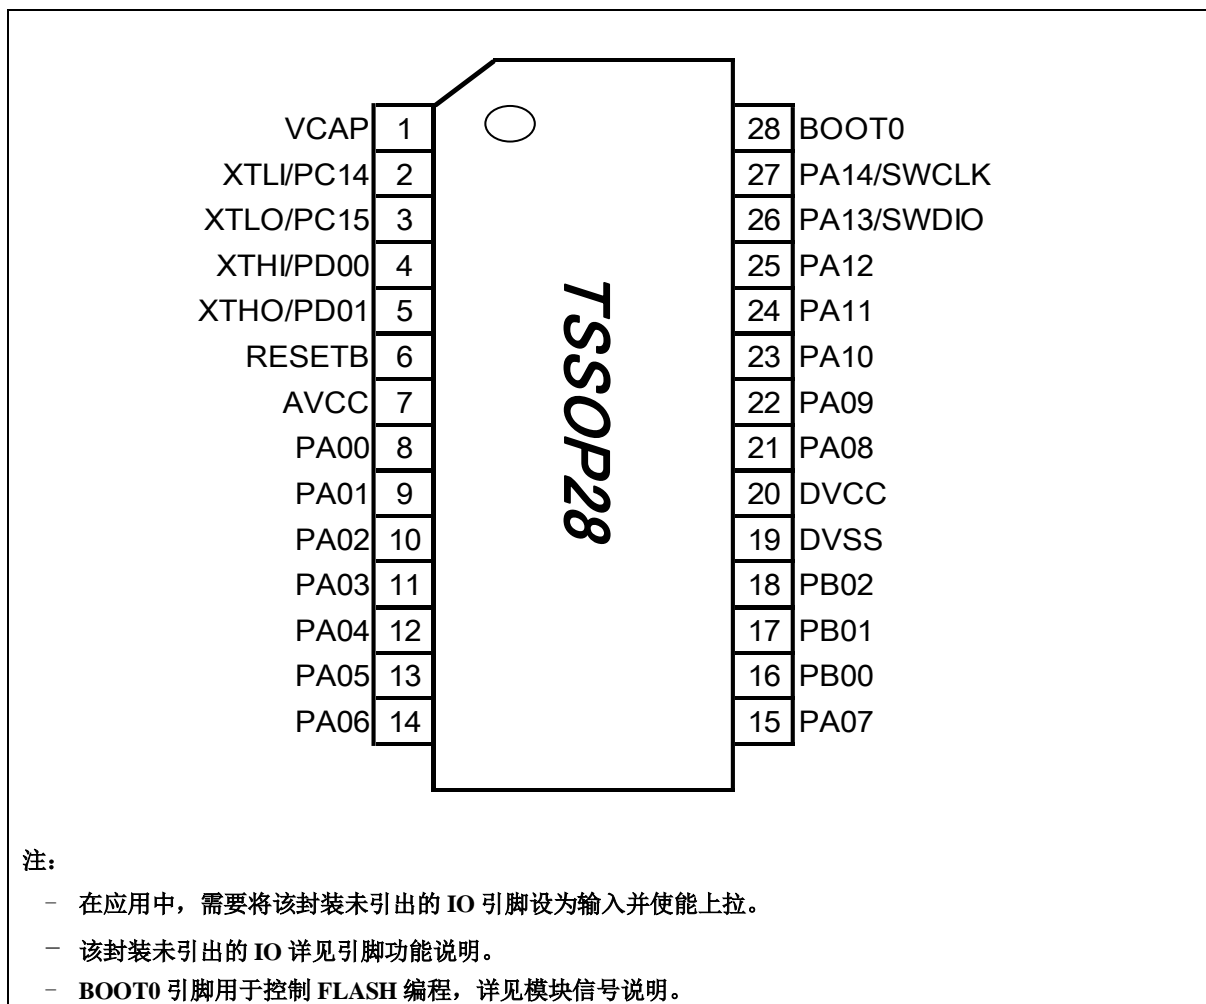 VCAP 1 28 BOOT0
XTLI/PC14 2 27 PA14/SWCLK
XTLO/PC15 3 26 PA13/SWDIO
XTHI/PD00 4 25 PA12
XTHO/PD01 5 24 PA11
RESETB 6 23 PA10
AVCC 7 22 PA09
PA00 8 21 PA08
PA01 9 20 DVCC
PA02 10 19 DVSS
PA03 11 18 PB02
PA04 12 17 PB01
PA05 13 16 PB00
PA06 14 15 PA07
TSSOP28
注：
－ 在应用中，需要将该封装未引出的 IO 引脚设为输入并使能上拉。
－ 该封装未引出的 IO 详见引脚功能说明。
－ BOOT0 引脚用于控制 FLASH 编程，详见模块信号说明。